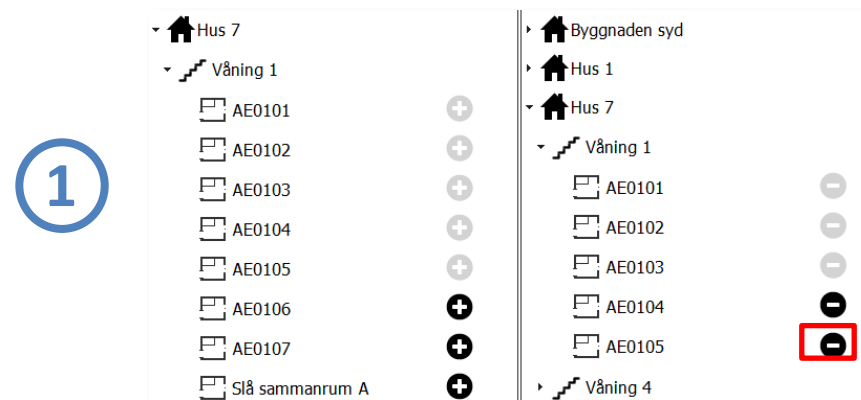 1
Hus 7
Våning 1
AE0101
AE0102
AE0103
AE0104
AE0105
AE0106
AE0107
Slå sammanrum A
Byggnaden syd
Hus 1
Hus 7
Våning 1
AE0101
AE0102
AE0103
AE0104
AE0105
Våning 4